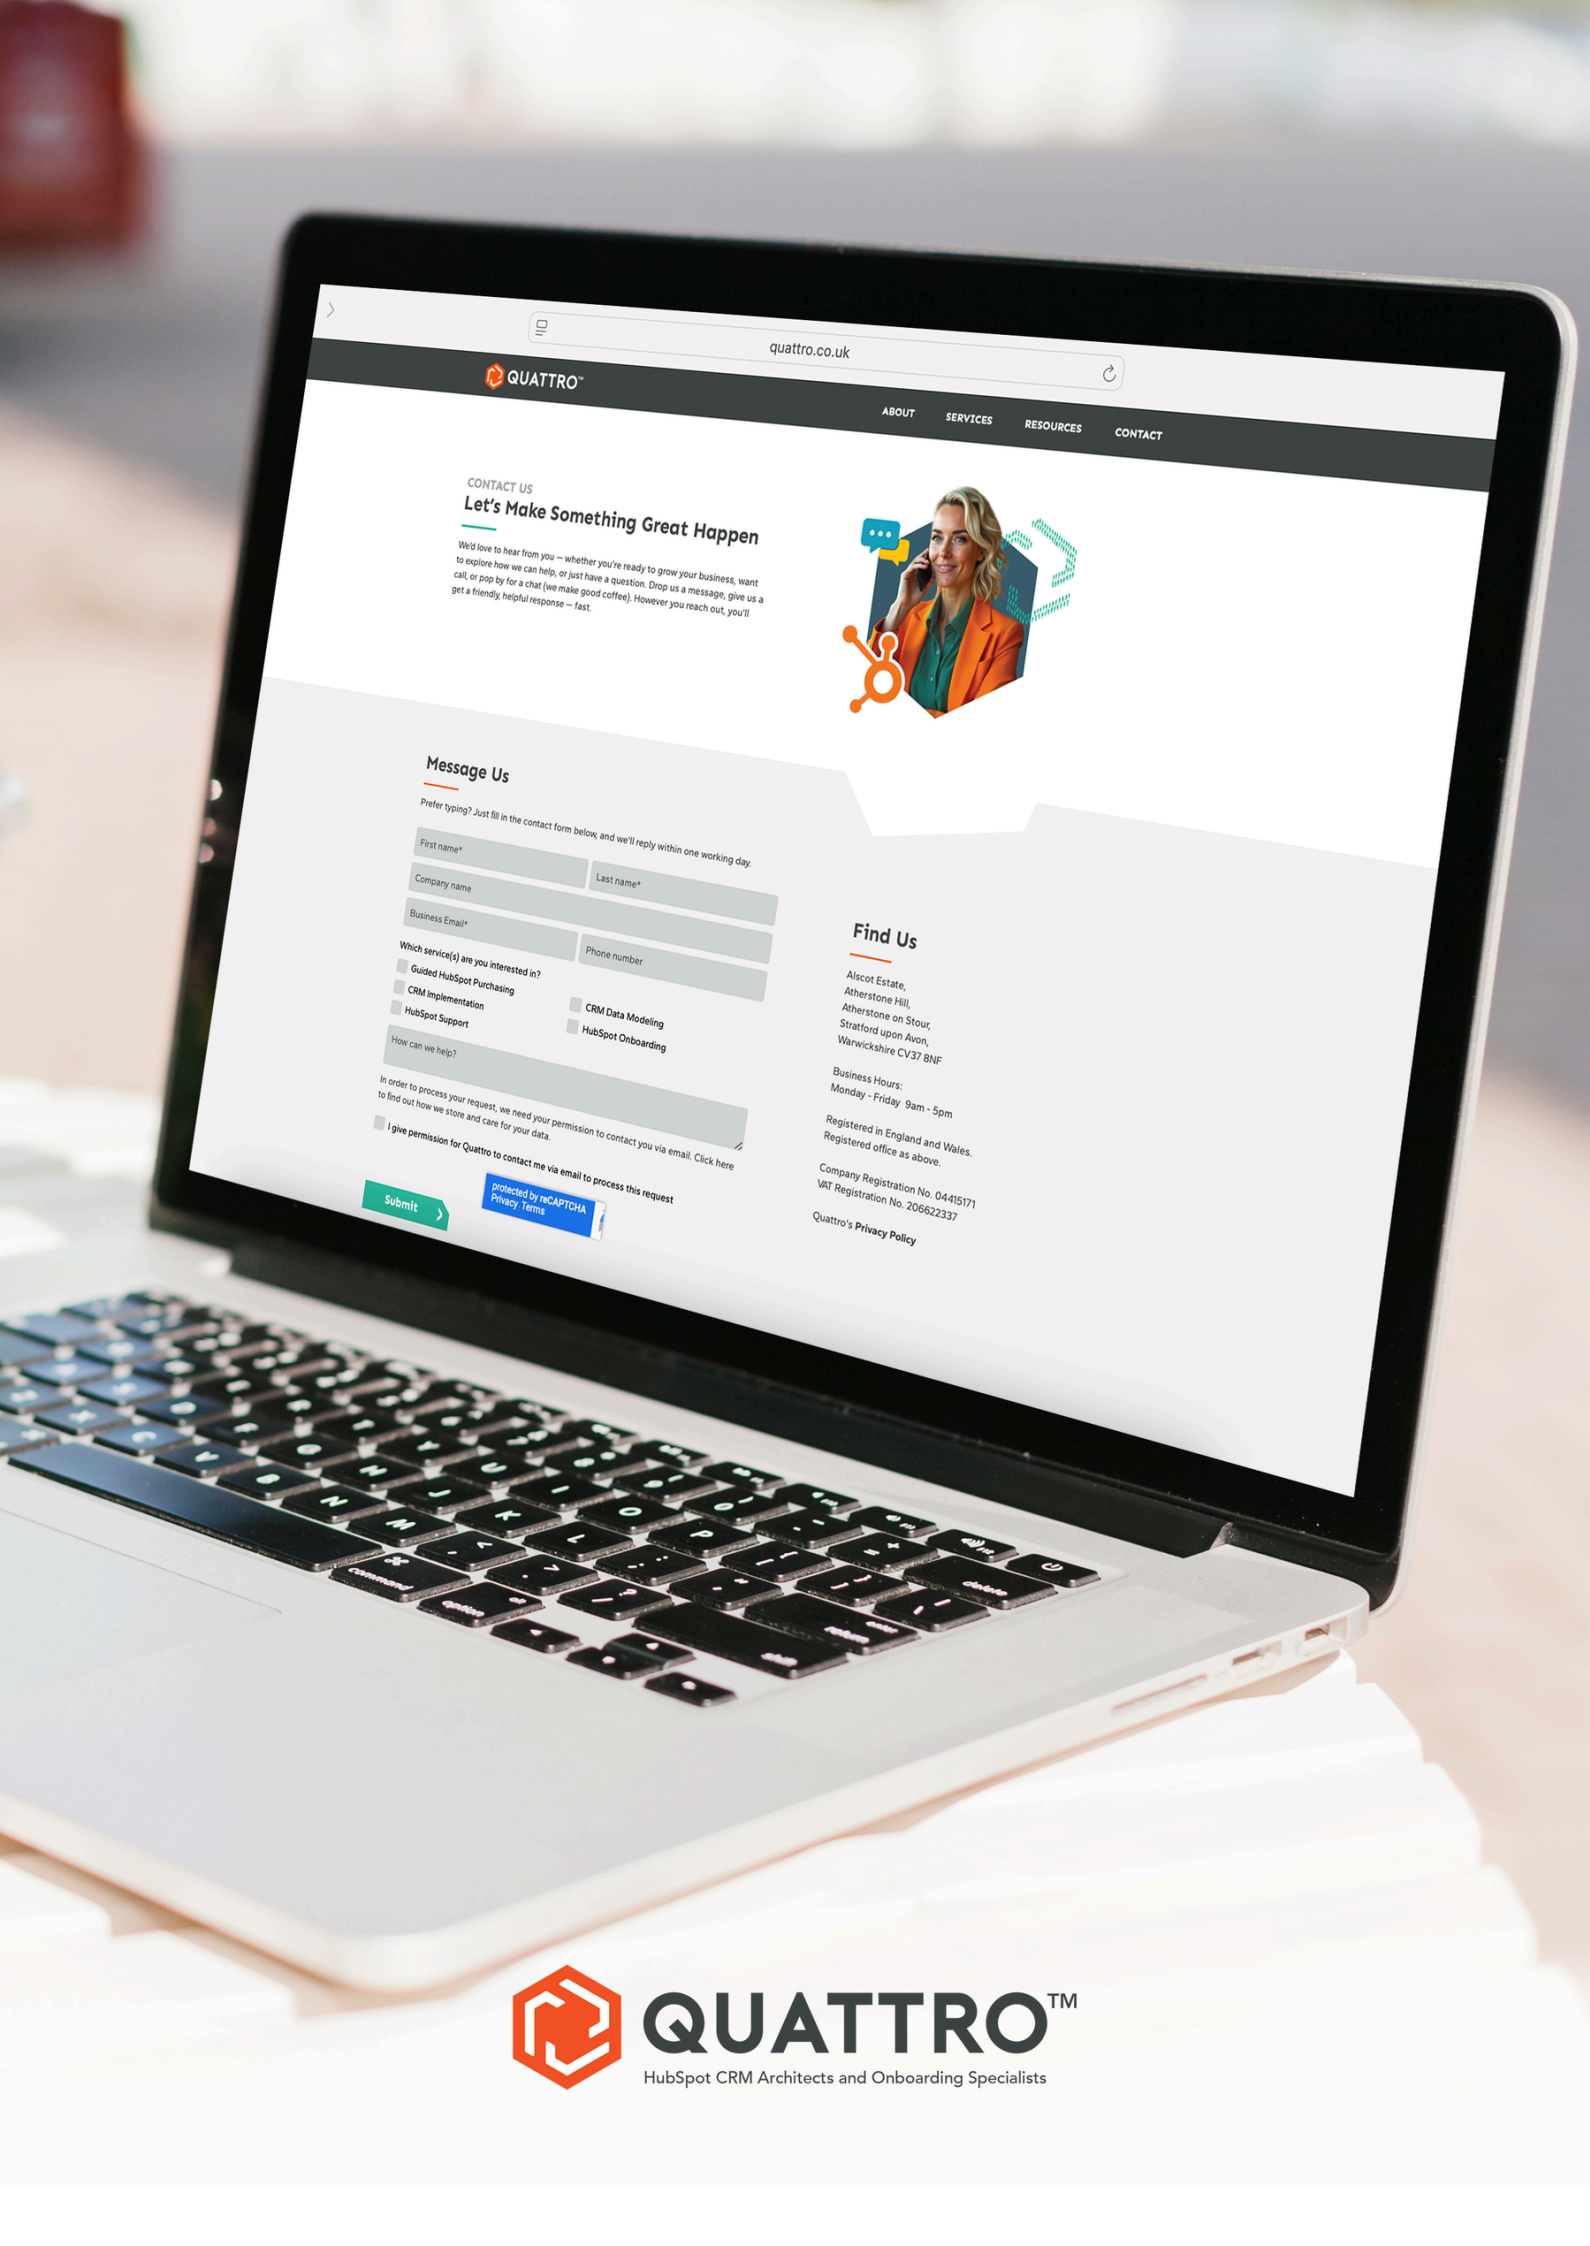 quattro.co.uk
QUATTRO™
ABOUT
SERVICES
RESOURCES
CONTACT
CONTACT US
Let's Make Something Great Happen
We'd love to hear from you — whether you're ready to grow your business, want
to explore how we can help, or just have a question. Drop us a message, give us a
call, or pop by for a chat (we make good coffee). However you reach out, you'll
get a friendly, helpful response — fast.
Message Us
Prefer typing? Just fill in the contact form below, and we'll reply within one working day.
First name*
Last name*
Company name
Business Email*
Phone number
Which service(s) are you interested in?
Guided HubSpot Purchasing
CRM Implementation
HubSpot Support
CRM Data Modeling
HubSpot Onboarding
How can we help?
In order to process your request, we need your permission to contact you via email. Click here
to find out how we store and care for your data.
I give permission for Quattro to contact me via email to process this request
Submit
protected by reCAPTCHA
Privacy Terms
Find Us
Alscot Estate,
Atherstone Hill,
Atherstone on Stour,
Stratford upon Avon,
Warwickshire CV37 8NF
Business Hours:
Monday - Friday 9am - 5pm
Registered in England and Wales.
Registered office as above.
Company Registration No. 04415171
VAT Registration No. 206622337
Quattro's Privacy Policy
command
option
alt
delete
enter
return
shift
QUATTRO™
HubSpot CRM Architects and Onboarding Specialists